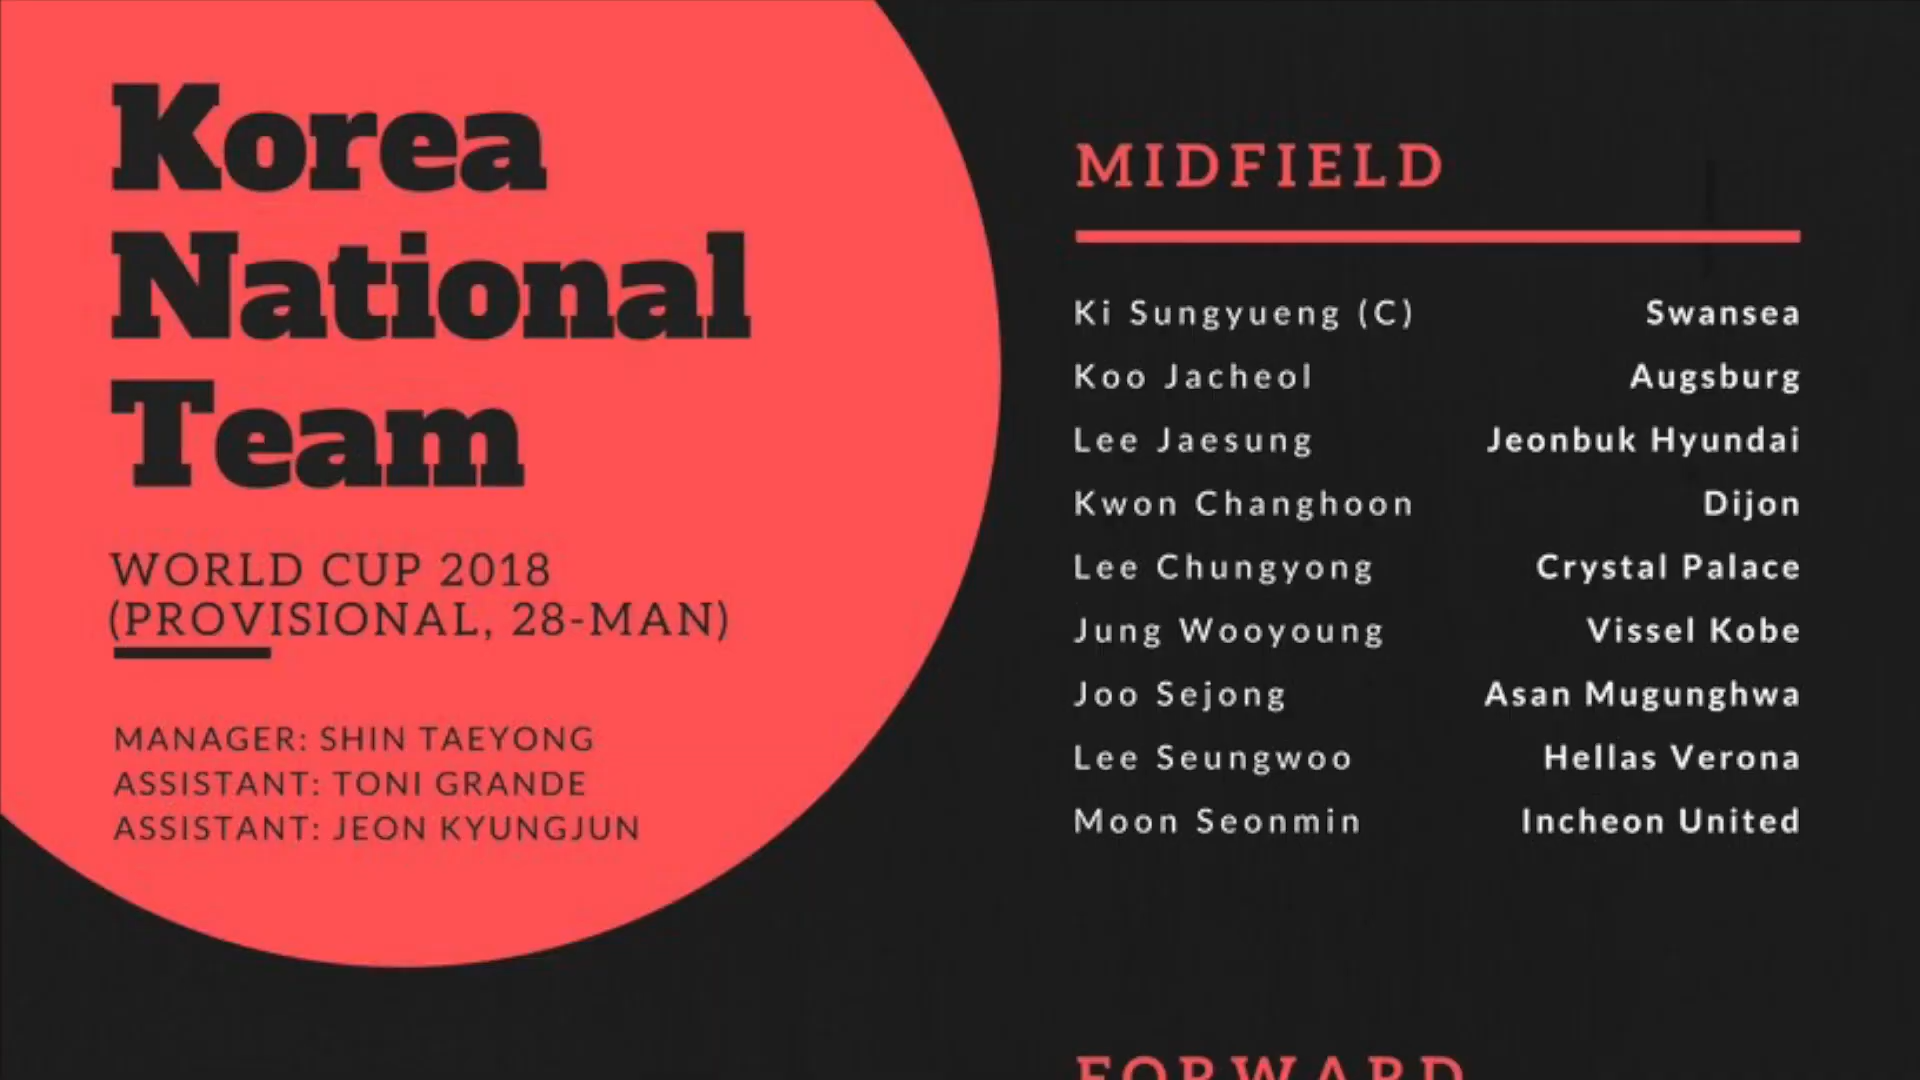 Korea
National
Team
WORLD CUP 2018
(PROVISIONAL, 28-MAN)
MANAGER: SHIN TAEYONG
ASSISTANT: TONI GRANDE
ASSISTANT: JEON KYUNGJUN
MIDFIELD
Ki Sungyueng (C) Swansea
Koo Jacheol Augsburg
Lee Jaesung Jeonbuk Hyundai
Kwon Changhoon Dijon
Lee Chungyong Crystal Palace
Jung Wooyoung Vissel Kobe
Joo Sejong Asan Mugunghwa
Lee Seungwoo Hellas Verona
Moon Seonmin Incheon United
FORWARD